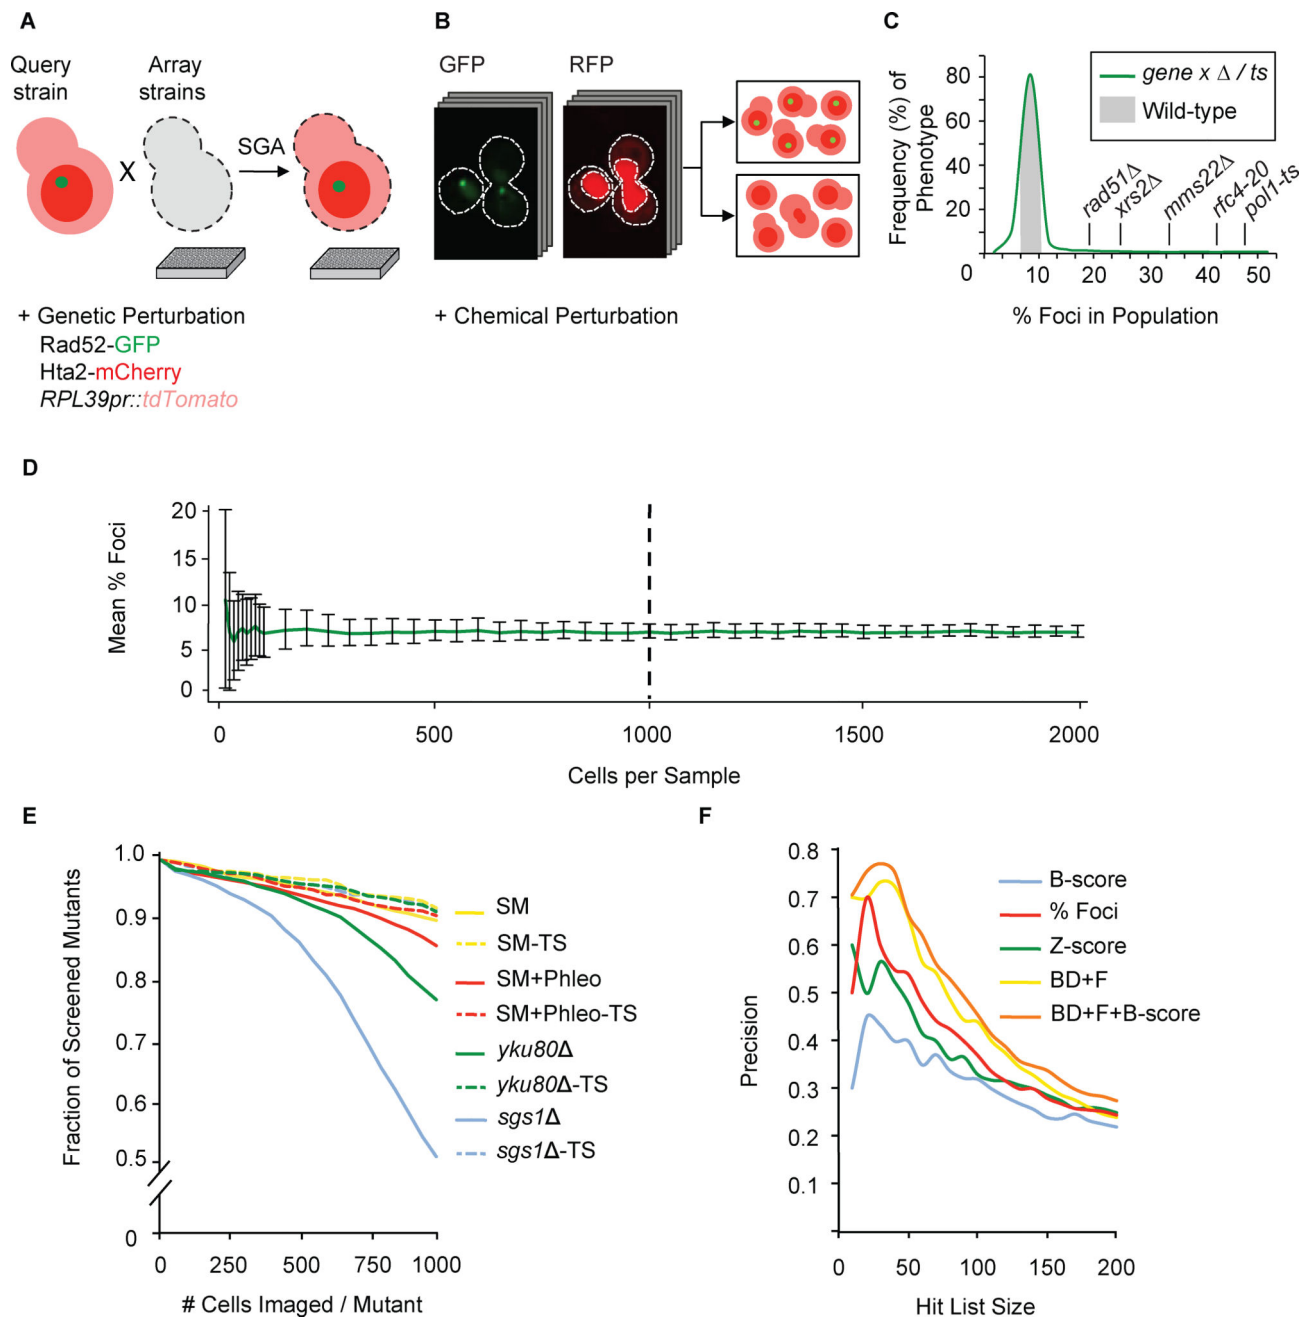 A
Query
strain
Array
strains
X
SGA
+ Genetic Perturbation
Rad52-GFP
Hta2-mCherry
RPL39pr::tdTomato
B
GFP
RFP
+ Chemical Perturbation
C
Frequency (%) of
Phenotype
80
60
40
20
0
10
20
30
40
50
gene x Δ / ts
Wild-type
rad51Δ
xrs2Δ
mms22Δ
rfc4-20
pol1-ts
% Foci in Population
D
Mean % Foci
20
15
10
5
0
0
500
1000
1500
2000
Cells per Sample
E
Fraction of Screened Mutants
1.0
0.9
0.8
0.7
0.6
0.5
0
0
250
500
750
1000
# Cells Imaged / Mutant
SM
SM-TS
SM+Phleo
SM+Phleo-TS
yku80Δ
yku80Δ-TS
sgs1Δ
sgs1Δ-TS
F
Precision
0.8
0.7
0.6
0.5
0.4
0.3
0.2
0.1
0
50
100
150
200
Hit List Size
B-score
% Foci
Z-score
BD+F
BD+F+B-score